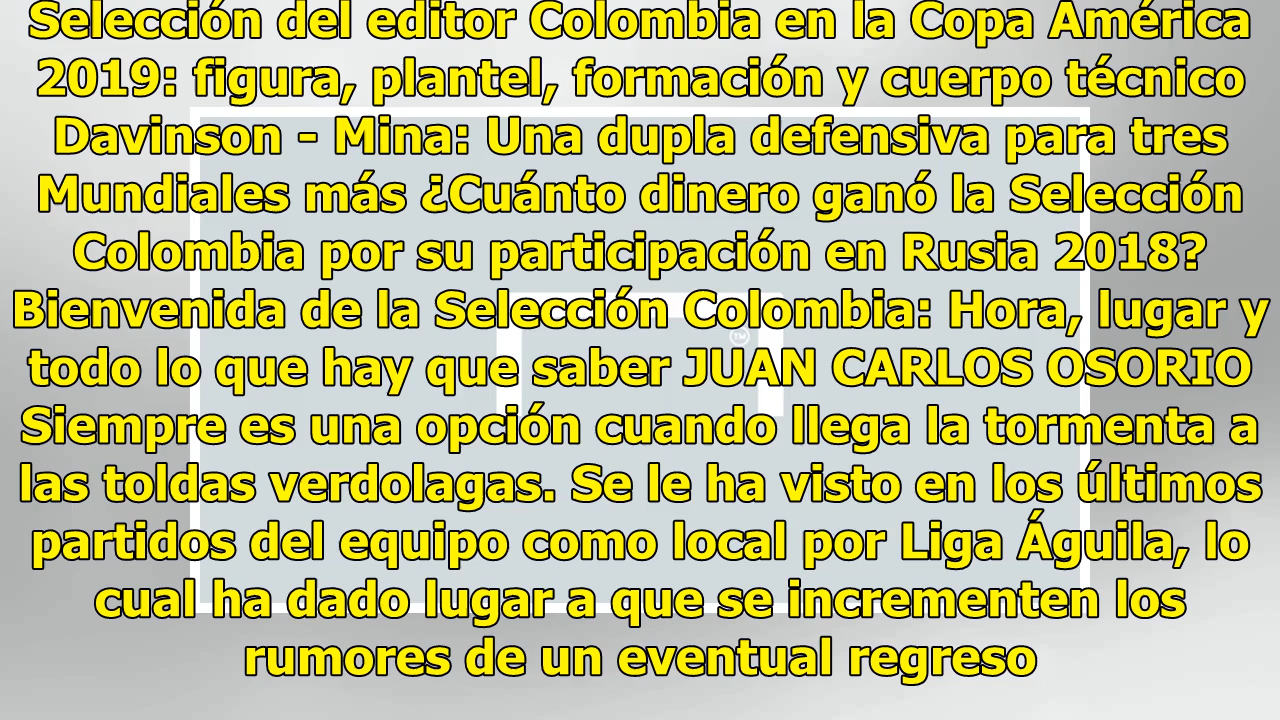 Selección del editor Colombia en la Copa América
2019: figura, plantel, formación y cuerpo técnico
Davinson - Mina: Una dupla defensiva para tres
Mundiales más ¿Cuánto dinero ganó la Selección
Colombia por su participación en Rusia 2018?
Bienvenida de la Selección Colombia: Hora, lugar y
TM
todo lo que hay que saber JUAN CARLOS OSORIO
Siempre es una opción cuando llega la tormenta a
las toldas verdolagas. Se le ha visto en los últimos
partidos del equipo como local por Liga Águila, lo
cual ha dado lugar a que se incrementen los
rumores de un eventual regreso